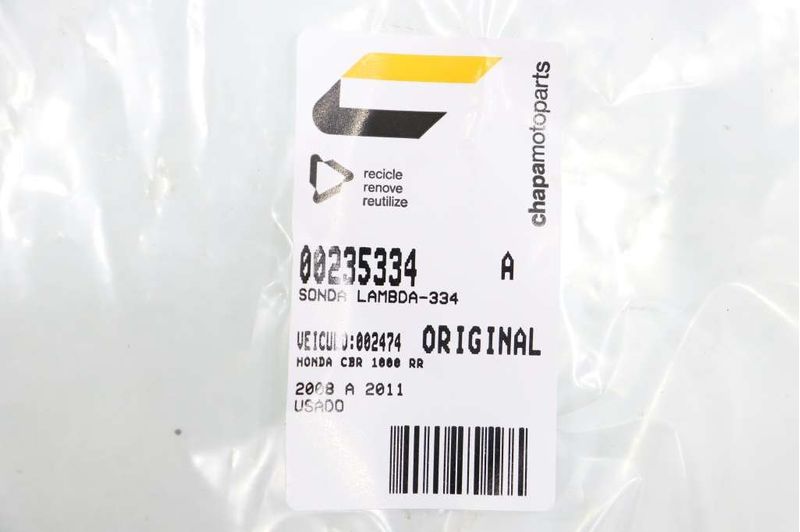 chapamotoparts
recicle
renove
reutilize
00235334 A
SONDA LAMBDA-334
VEICULO:002474 ORIGINAL
HONDA CBR 1000 RR
2008 A 2011
USADO